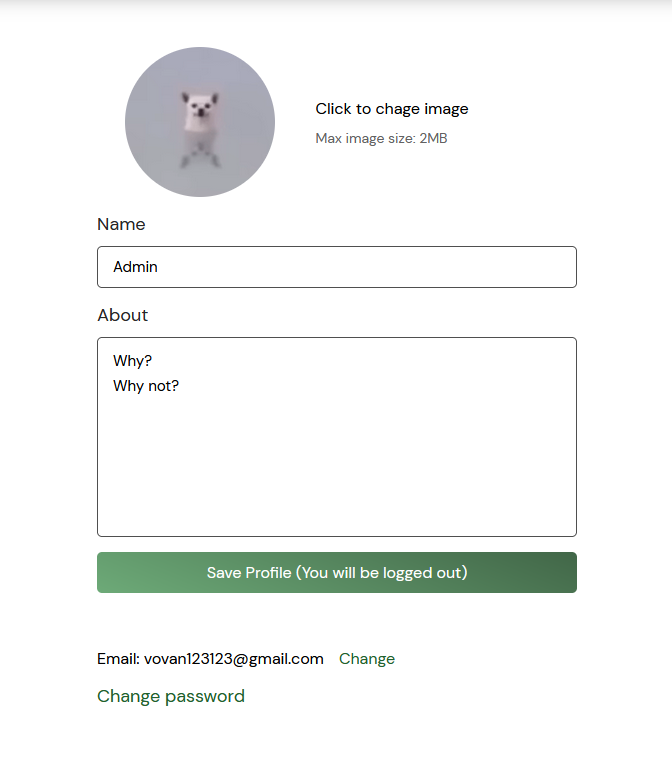 Click to chage image
Max image size: 2MB
Name
Admin
About
Why?
Why not?
Save Profile (You will be logged out)
Email: vovan123123@gmail.com Change
Change password